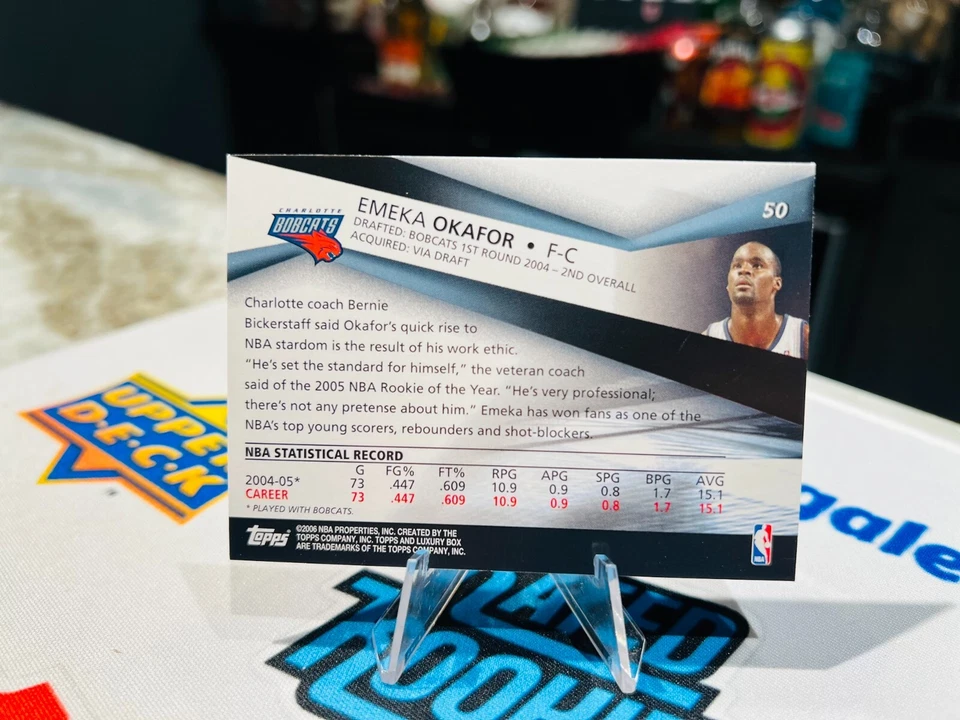 50
CHARLOTTE
BOBCATS
EMEKA OKAFOR • F-C
DRAFTED: BOBCATS 1ST ROUND 2004 – 2ND OVERALL
ACQUIRED: VIA DRAFT
Charlotte coach Bernie
Bickerstaff said Okafor's quick rise to
NBA stardom is the result of his work ethic.
"He's set the standard for himself," the veteran coach
said of the 2005 NBA Rookie of the Year. "He's very professional;
there's not any pretense about him." Emeka has won fans as one of the
NBA's top young scorers, rebounders and shot-blockers.
NBA STATISTICAL RECORD
G FG% FT% RPG APG SPG BPG AVG
2004-05* 73 .447 .609 10.9 0.9 0.8 1.7 15.1
CAREER 73 .447 .609 10.9 0.9 0.8 1.7 15.1
* PLAYED WITH BOBCATS.
Topps
©2006 NBA PROPERTIES, INC. CREATED BY THE
TOPPS COMPANY, INC. TOPPS AND LUXURY BOX
ARE TRADEMARKS OF THE TOPPS COMPANY, INC.
NBA
UPPER
D·E·C·K
RATED
ROOKIE